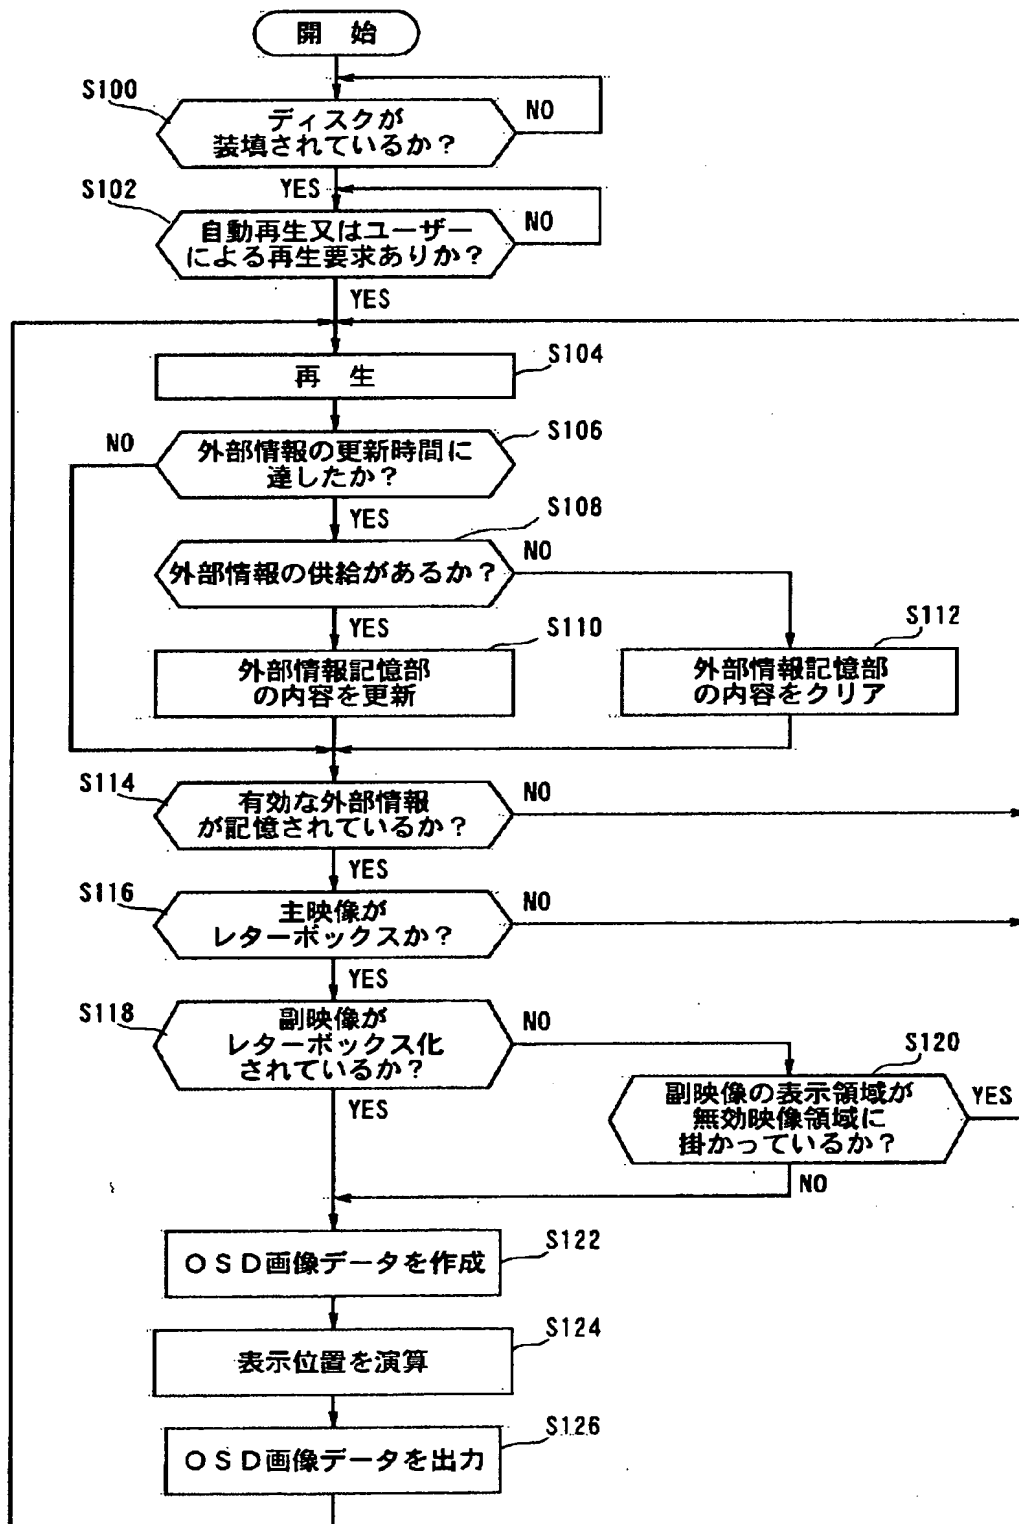 開 始
S100
ディスクが
装填されているか？
NO
YES
S102
自動再生又はユーザー
による再生要求ありか？
NO
YES
S104
再 生
S106
外部情報の更新時間に
達したか？
NO
YES
S108
外部情報の供給があるか？
NO
YES
S110
外部情報記憶部
の内容を更新
S112
外部情報記憶部
の内容をクリア
S114
有効な外部情報
が記憶されているか？
NO
YES
S116
主映像が
レターボックスか？
NO
YES
S118
副映像が
レターボックス化
されているか？
NO
YES
S120
副映像の表示領域が
無効映像領域に
掛かっているか？
YES
NO
S122
ＯＳＤ画像データを作成
S124
表示位置を演算
S126
ＯＳＤ画像データを出力